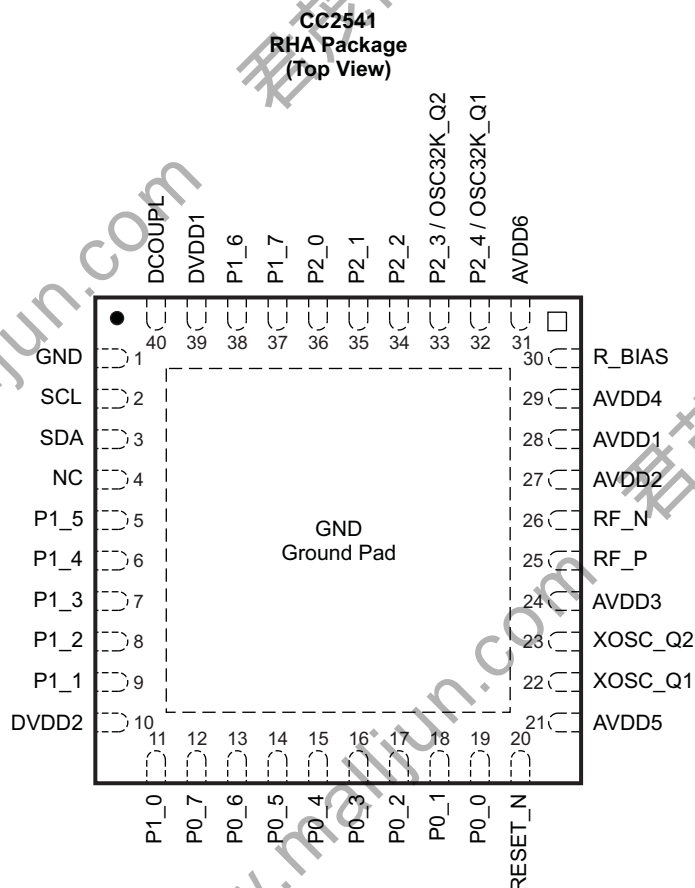 CC2541
RHA Package
(Top View)
DCOUPL
DVDD1
P1_6
P1_7
P2_0
P2_1
P2_2
P2_3 / OSC32K_Q2
P2_4 / OSC32K_Q1
AVDD6
40 39 38 37 36 35 34 33 32 31
GND 1
SCL 2
SDA 3
NC 4
P1_5 5
P1_4 6
P1_3 7
P1_2 8
P1_1 9
DVDD2 10
GND
Ground Pad
30 R_BIAS
29 AVDD4
28 AVDD1
27 AVDD2
26 RF_N
25 RF_P
24 AVDD3
23 XOSC_Q2
22 XOSC_Q1
21 AVDD5
11 12 13 14 15 16 17 18 19 20
P1_0
P0_7
P0_6
P0_5
P0_4
P0_3
P0_2
P0_1
P0_0
RESET_N
www.malljun.com